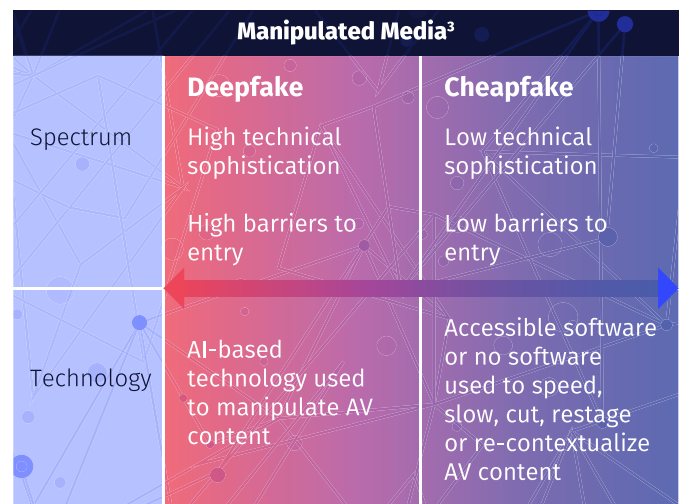 Manipulated Media³
Deepfake
Cheapfake
Spectrum
High technical
sophistication
High barriers to
entry
Low technical
sophistication
Low barriers to
entry
Technology
AI-based
technology used
to manipulate AV
content
Accessible software
or no software
used to speed,
slow, cut, restage
or re-contextualize
AV content